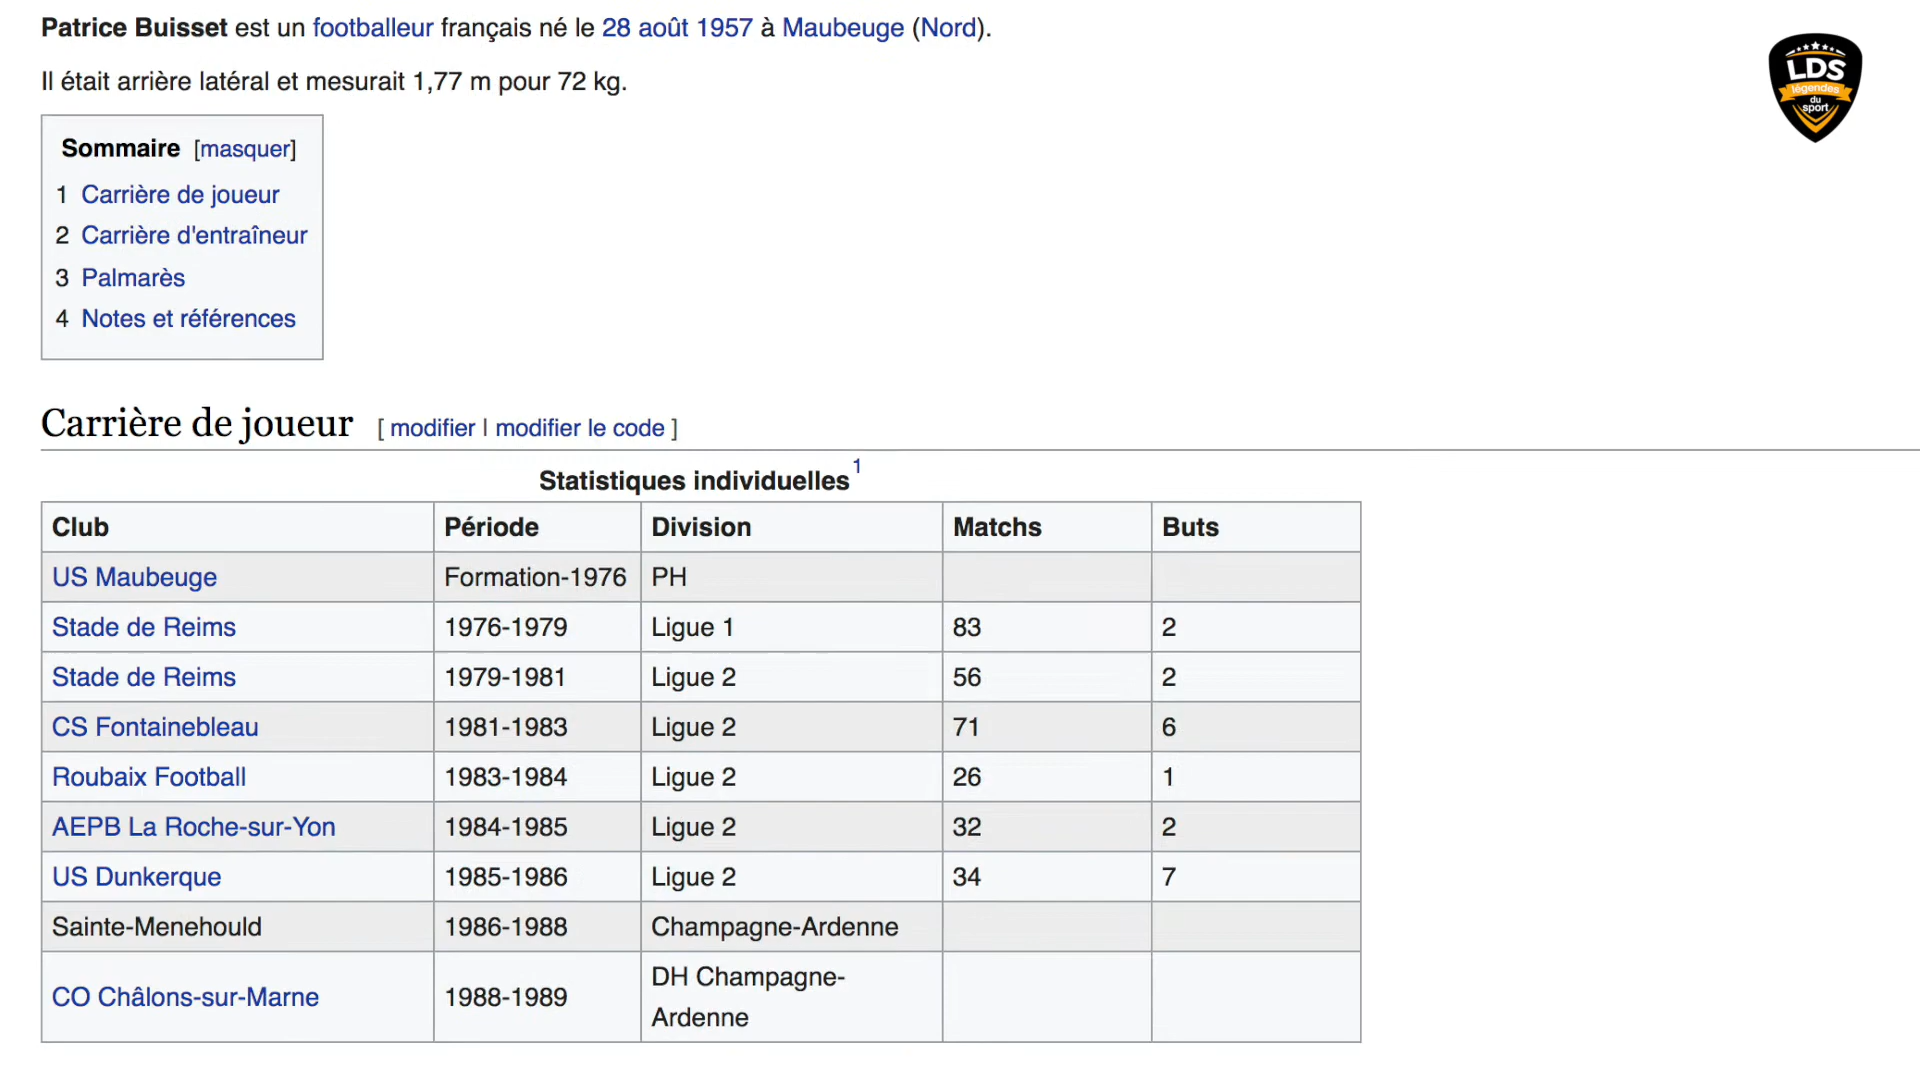 Patrice Buisset est un footballeur français né le 28 août 1957 à Maubeuge (Nord).
Il était arrière latéral et mesurait 1,77 m pour 72 kg.
LDS
légendes
du
sport
Sommaire [masquer]
1 Carrière de joueur
2 Carrière d'entraîneur
3 Palmarès
4 Notes et références
Carrière de joueur [ modifier | modifier le code ]
Statistiques individuelles 1
Club Période Division Matchs Buts
US Maubeuge Formation-1976 PH
Stade de Reims 1976-1979 Ligue 1 83 2
Stade de Reims 1979-1981 Ligue 2 56 2
CS Fontainebleau 1981-1983 Ligue 2 71 6
Roubaix Football 1983-1984 Ligue 2 26 1
AEPB La Roche-sur-Yon 1984-1985 Ligue 2 32 2
US Dunkerque 1985-1986 Ligue 2 34 7
Sainte-Menehould 1986-1988 Champagne-Ardenne
CO Châlons-sur-Marne 1988-1989 DH Champagne-
Ardenne